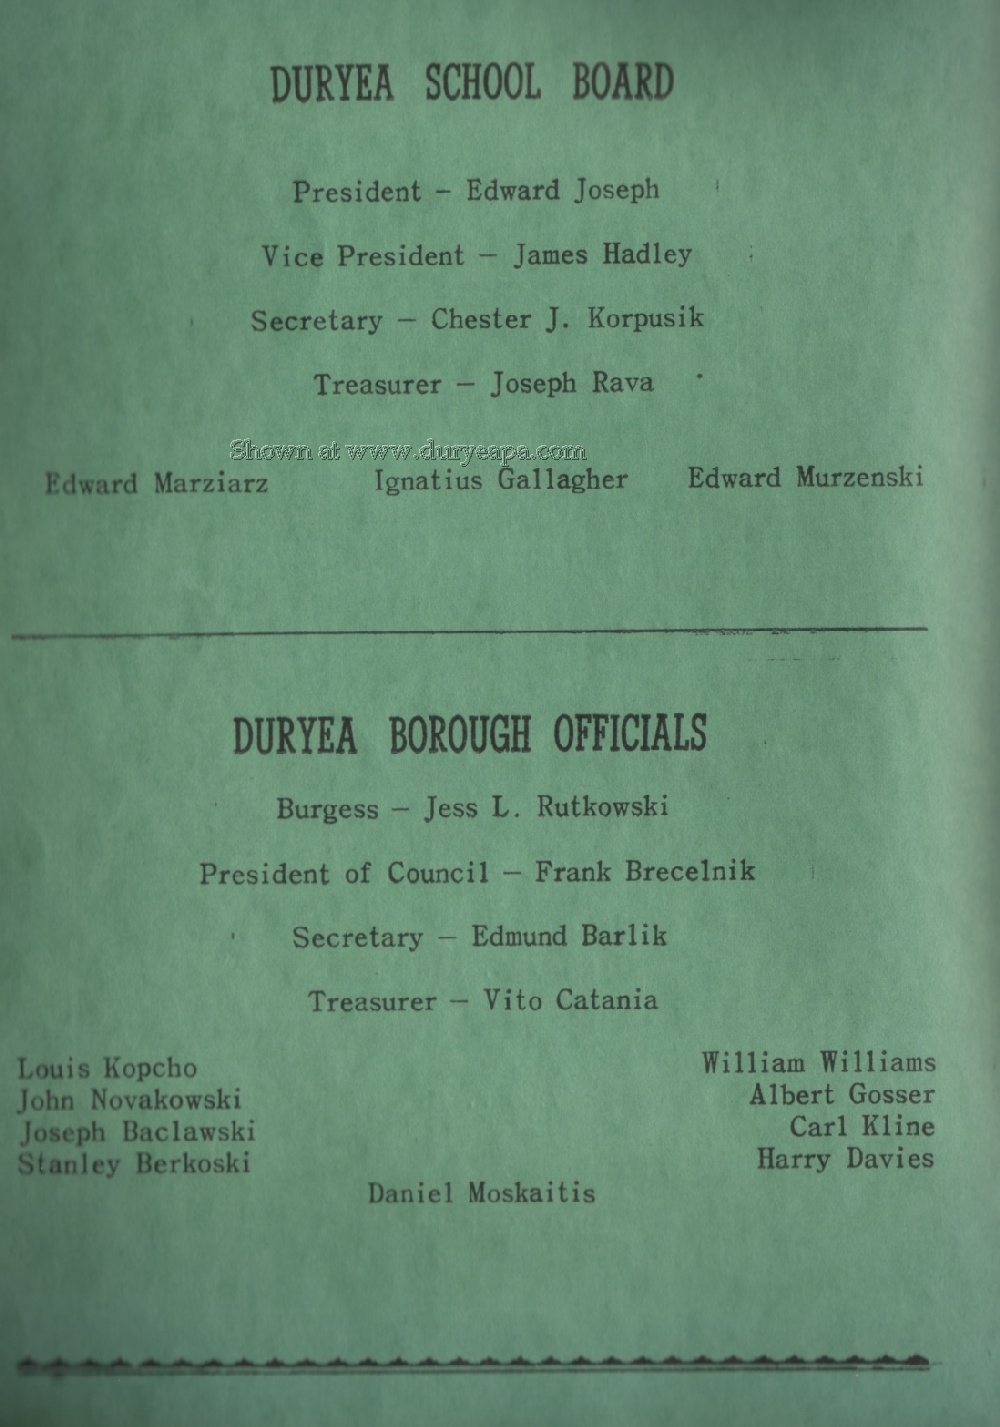 DURYEA SCHOOL BOARD
President — Edward Joseph
Vice President — James Hadley
Secretary — Chester J. Korpusik
Treasurer — Joseph Rava
Shown at www.duryeapa.com
Edward Marziarz Ignatius Gallagher Edward Murzenski
DURYEA BOROUGH OFFICIALS
Burgess — Jess L. Rutkowski
President of Council — Frank Brecelnik
Secretary — Edmund Barlik
Treasurer — Vito Catania
Louis Kopcho William Williams
John Novakowski Albert Gosser
Joseph Baclawski Carl Kline
Stanley Berkoski Harry Davies
Daniel Moskaitis